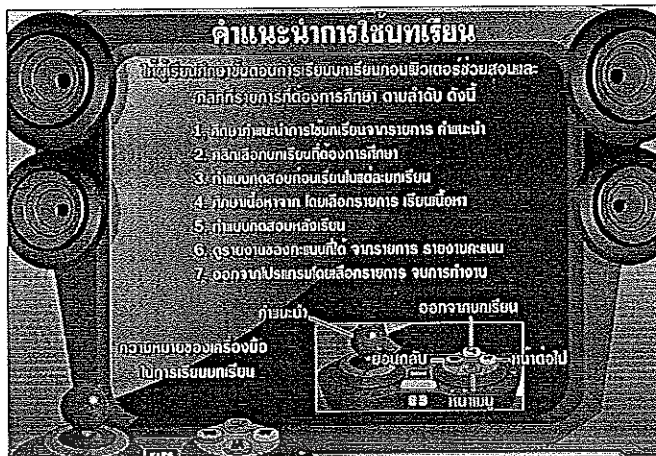 คำแนะนำการใช้บทเรียน
ให้ผู้เรียนศึกษาขั้นตอนการเรียนบทเรียนคอมพิวเตอร์ช่วยสอนและ
คลิกที่รายการที่ต้องการศึกษา ตามลำดับ ดังนี้
1. ศึกษาคำแนะนำการใช้บทเรียนจากรายการ คำแนะนำ
2. คลิกเลือกบทเรียนที่ต้องการศึกษา
3. ทำแบบทดสอบก่อนเรียนในแต่ละบทเรียน
4. ศึกษาเนื้อหาจาก โดยเลือกรายการ เรียนเนื้อหา
5. ทำแบบทดสอบหลังเรียน
6. ดูรายงานของคะแนนที่ได้ จากรายการ รายงานคะแนน
7. ออกจากโปรแกรมโดยเลือกรายการ จบการทำงาน
คำแนะนำ
ออกจากบทเรียน
ความหมายของเครื่องมือ
ในการเรียนบทเรียน
ย้อนกลับ
หน้าต่อไป
หน้าเมนู